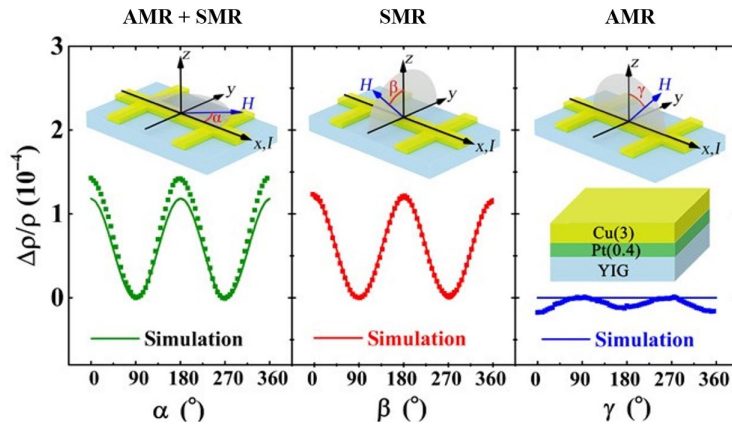 AMR + SMR
SMR
AMR
Δρ/ρ (10⁻⁴)
3
2
1
0
z
y
H
α
x,I
Simulation
0 90 180 270 360
α (°)
z
y
H
β
x,I
Simulation
0 90 180 270 360
β (°)
z
γ
H
y
x,I
Cu(3)
Pt(0.4)
YIG
Simulation
0 90 180 270 360
γ (°)